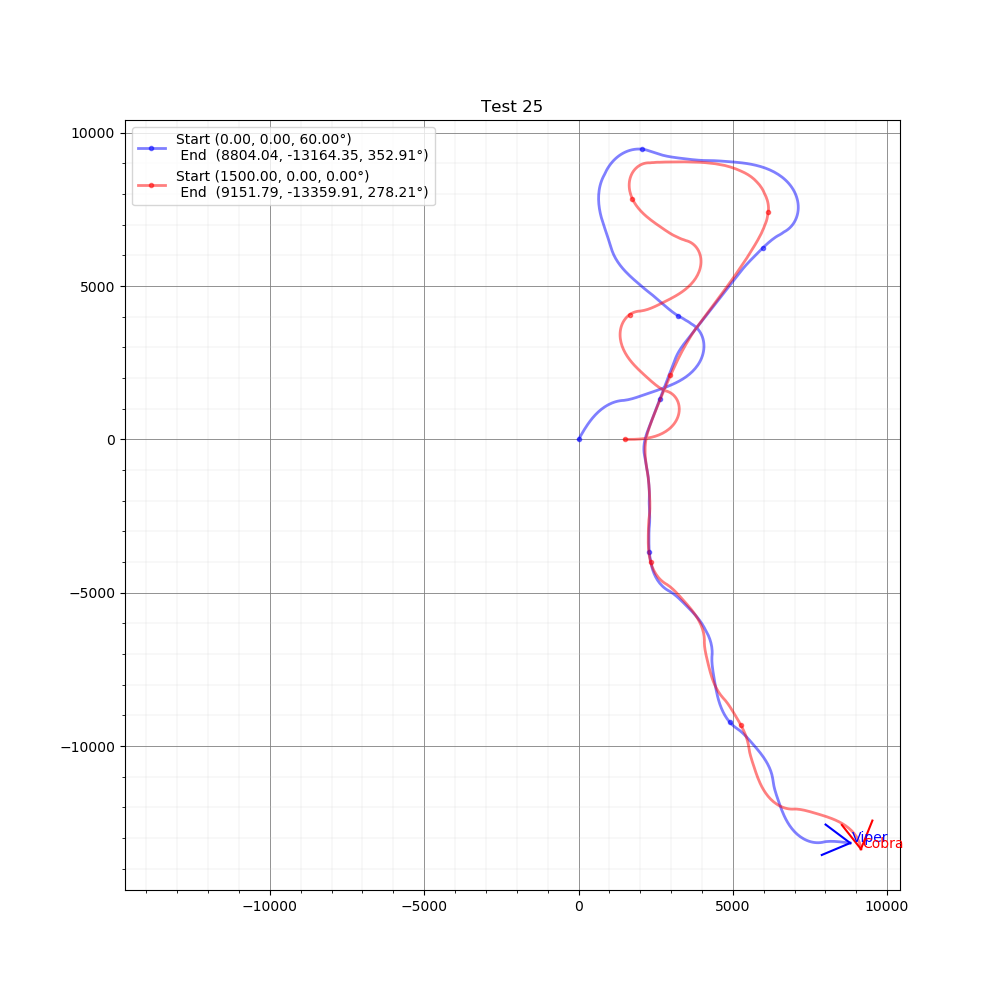 Test 25
Start (0.00, 0.00, 60.00°)
End (8804.04, -13164.35, 352.91°)
Start (1500.00, 0.00, 0.00°)
End (9151.79, -13359.91, 278.21°)
10000
5000
0
−5000
−10000
Viper
Cobra
−10000
−5000
0
5000
10000